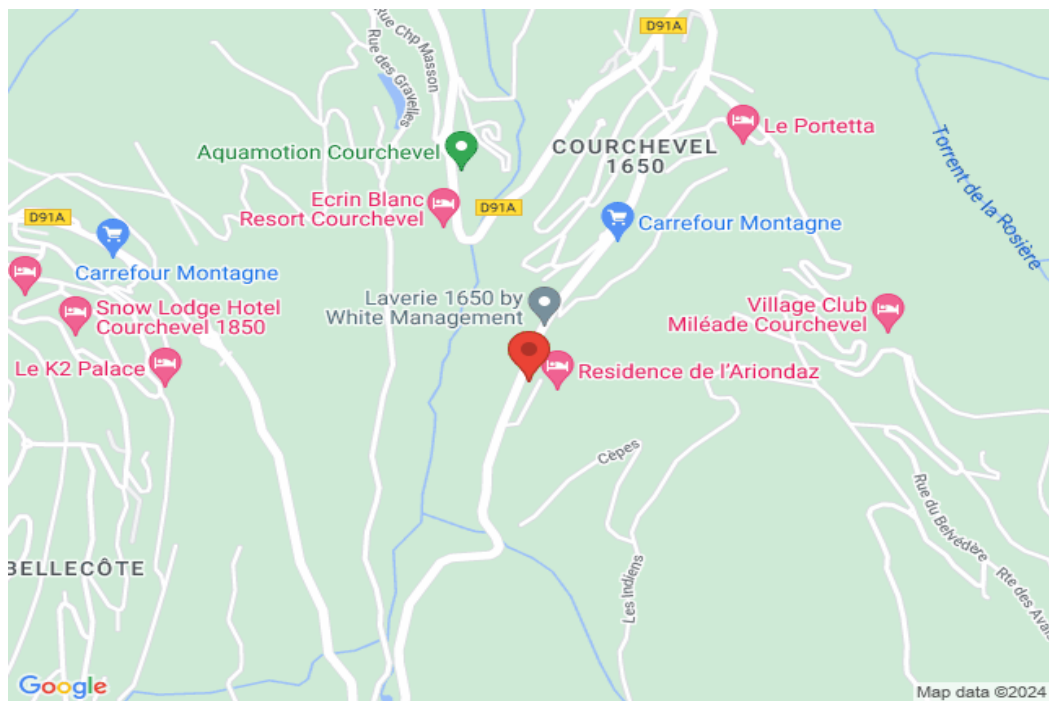 D91A
Rue Chp Masson
Rue des Gravelles
Aquamotion Courchevel
COURCHEVEL
1650
Le Portetta
Torrent de la Rosière
Ecrin Blanc
Resort Courchevel
D91A
D91A
Carrefour Montagne
Carrefour Montagne
Snow Lodge Hotel
Courchevel 1850
Laverie 1650 by
White Management
Village Club
Miléade Courchevel
Le K2 Palace
Residence de l'Ariondaz
Cèpes
Rue du Belvédère
BELLECÔTE
Les Indiens
Rte des Avals
Google
Map data ©2024